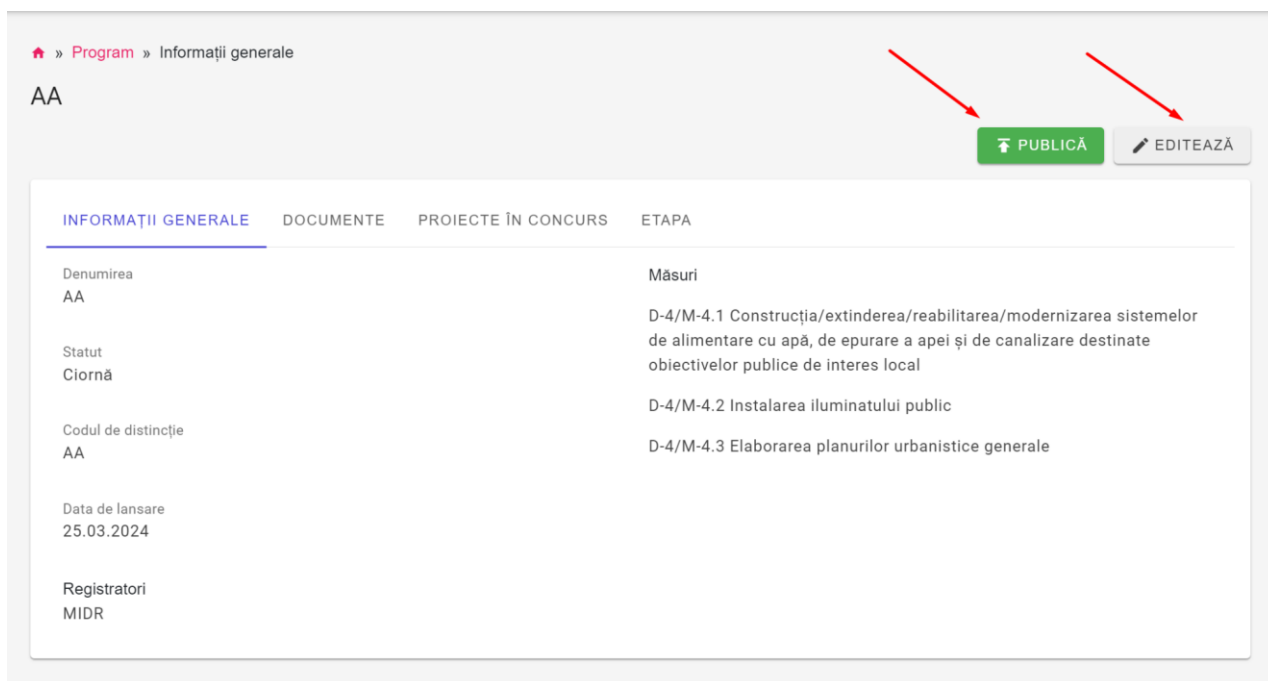 » Program » Informații generale
AA
PUBLICĂ EDITEAZĂ
INFORMAȚII GENERALE DOCUMENTE PROIECTE ÎN CONCURS ETAPA
Denumirea
AA
Statut
Ciornă
Codul de distincție
AA
Data de lansare
25.03.2024
Registratori
MIDR
Măsuri
D-4/M-4.1 Construcția/extinderea/reabilitarea/modernizarea sistemelor
de alimentare cu apă, de epurare a apei și de canalizare destinate
obiectivelor publice de interes local
D-4/M-4.2 Instalarea iluminatului public
D-4/M-4.3 Elaborarea planurilor urbanistice generale